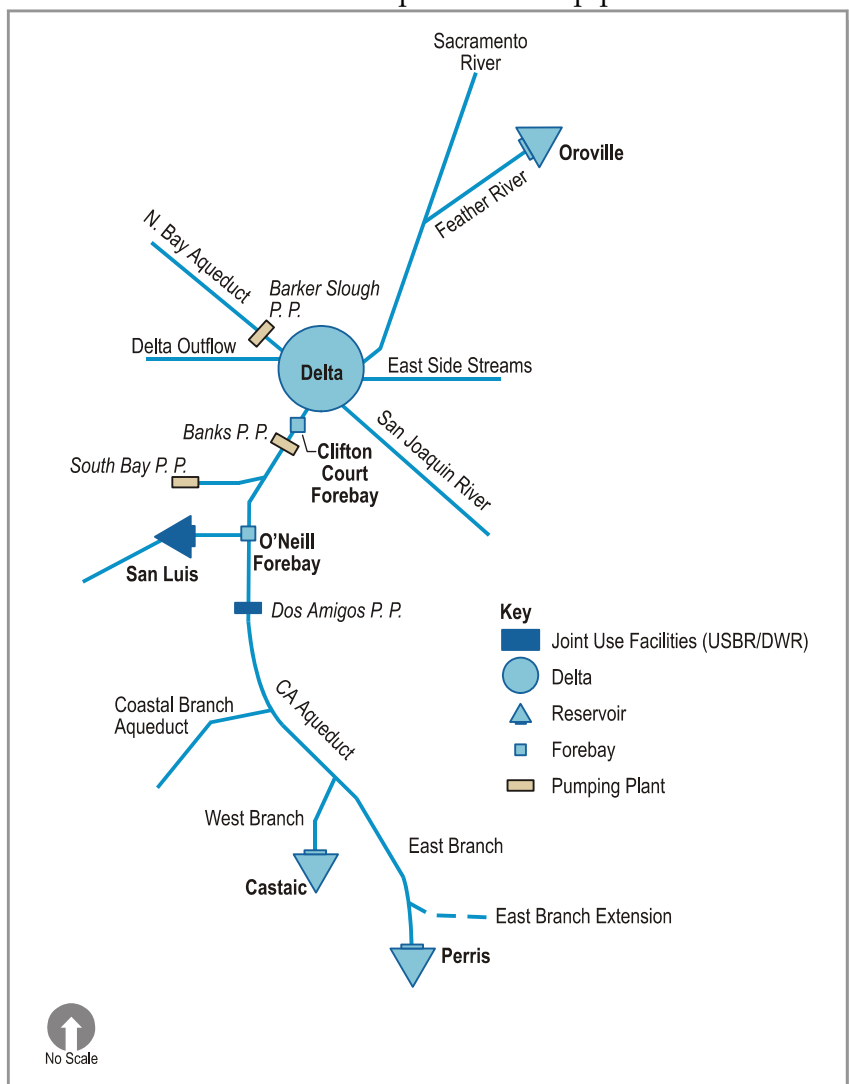 Sacramento
River
Oroville
Feather River
N. Bay Aqueduct
Barker Slough
P. P.
Delta Outflow
Delta
East Side Streams
Banks P. P.
Clifton
Court
Forebay
San Joaquin River
South Bay P. P.
O'Neill
Forebay
San Luis
Dos Amigos P. P.
Key
Joint Use Facilities (USBR/DWR)
Delta
Reservoir
Forebay
Pumping Plant
CA Aqueduct
Coastal Branch
Aqueduct
West Branch
East Branch
Castaic
East Branch Extension
Perris
No Scale